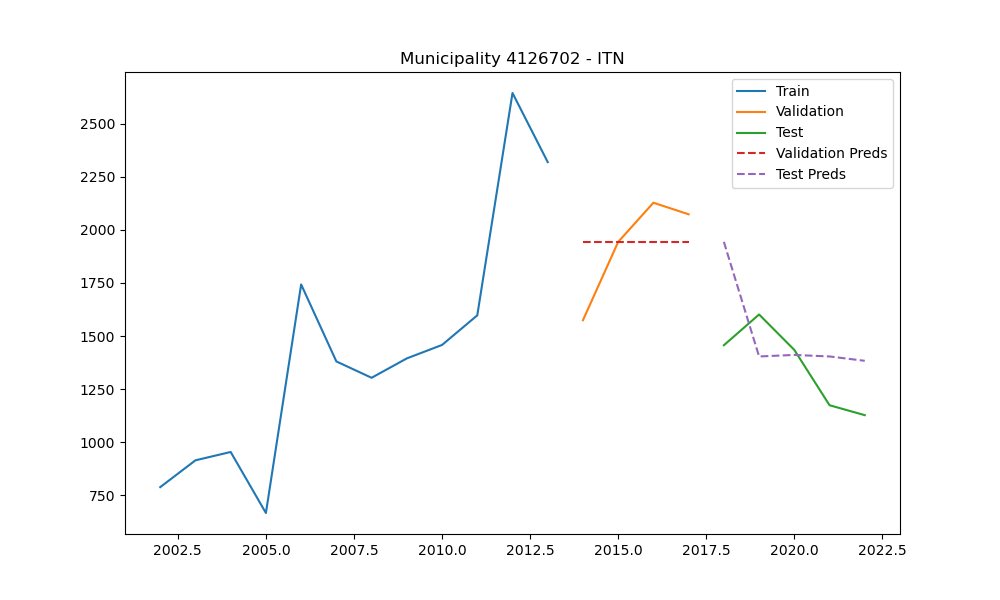 Municipality 4126702 - ITN
Train
Validation
Test
Validation Preds
Test Preds
2500
2250
2000
1750
1500
1250
1000
750
2002.5 2005.0 2007.5 2010.0 2012.5 2015.0 2017.5 2020.0 2022.5